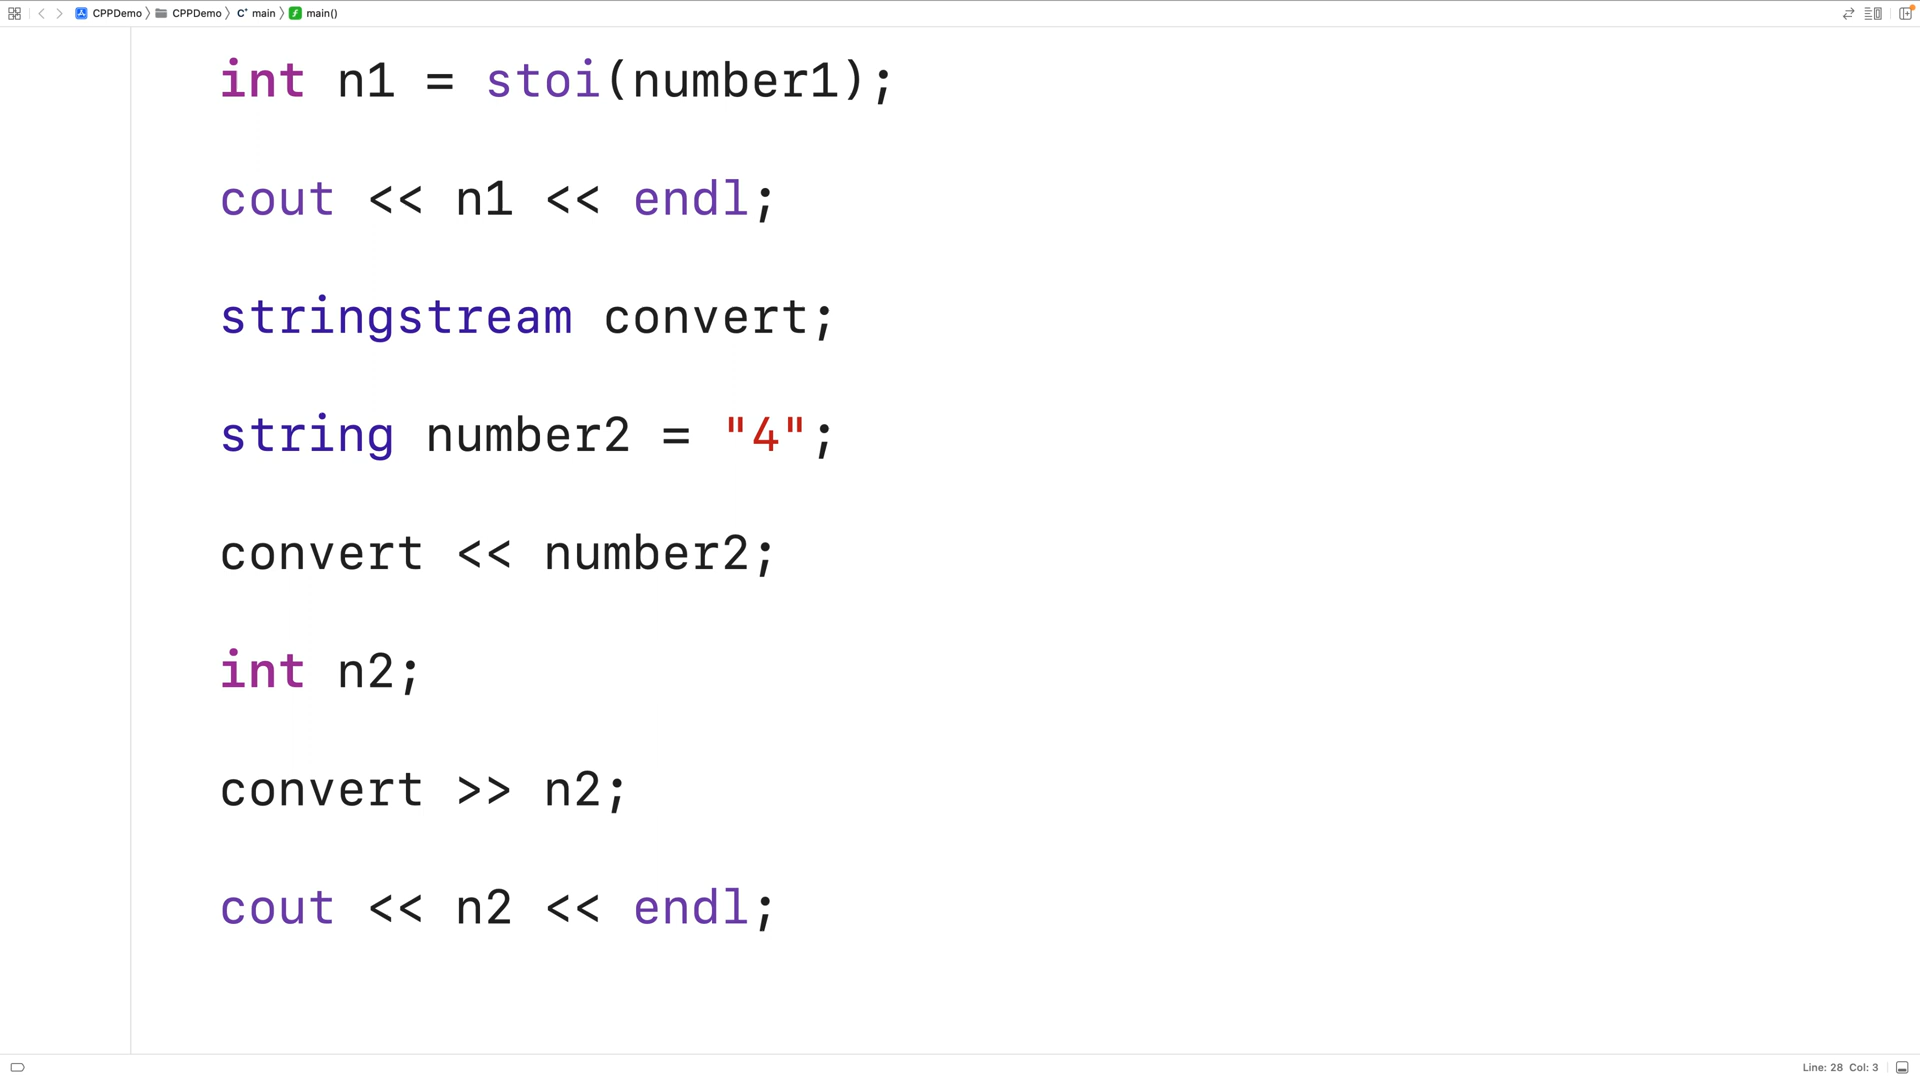 CPPDemo CPPDemo C+ main f main()
int n1 = stoi(number1);
cout << n1 << endl;
stringstream convert;
string number2 = "4";
convert << number2;
int n2;
convert >> n2;
cout << n2 << endl;
Line: 28 Col: 3